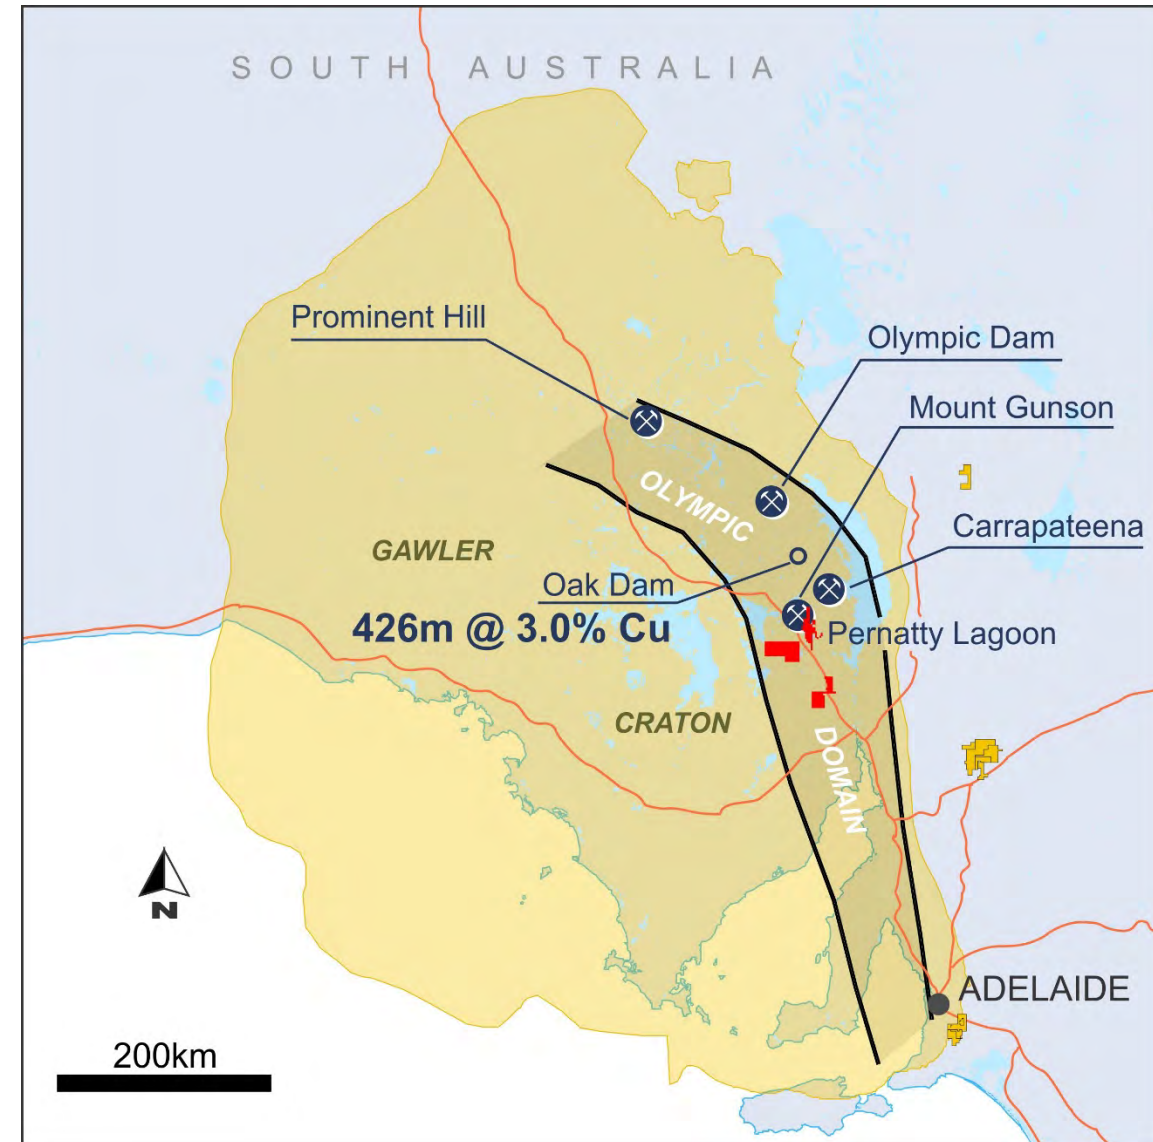 SOUTH AUSTRALIA
Prominent Hill
Olympic Dam
Mount Gunson
OLYMPIC
Carrapateena
GAWLER
Oak Dam
426m @ 3.0% Cu
Pernatty Lagoon
CRATON
DOMAIN
N
ADELAIDE
200km